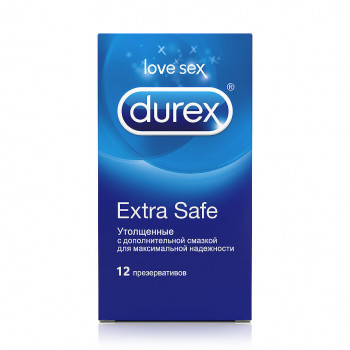 love sex
durex®
Extra Safe
Утолщенные
с дополнительной смазкой
для максимальной надежности
12 презервативов